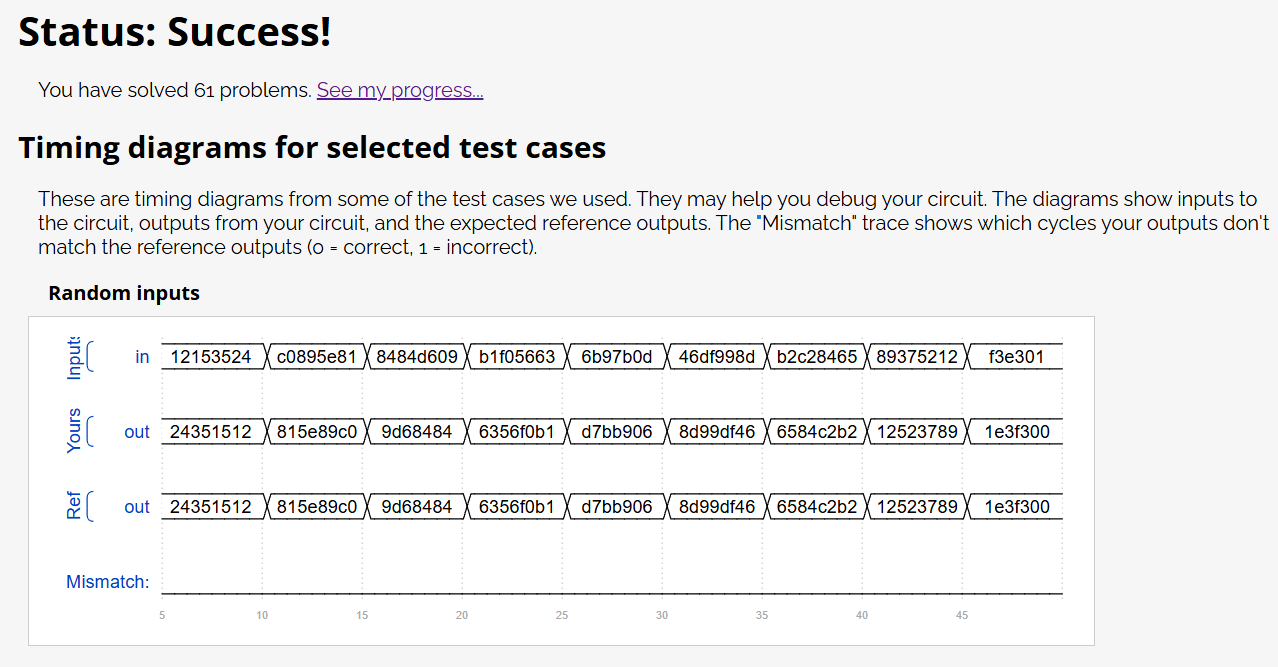 Status: Success!
You have solved 61 problems. See my progress...
Timing diagrams for selected test cases
These are timing diagrams from some of the test cases we used. They may help you debug your circuit. The diagrams show inputs to
the circuit, outputs from your circuit, and the expected reference outputs. The "Mismatch" trace shows which cycles your outputs don't
match the reference outputs (0 = correct, 1 = incorrect).
Random inputs
Inputs in 12153524 c0895e81 8484d609 b1f05663 6b97b0d 46df998d b2c28465 89375212 f3e301
Yours out 24351512 815e89c0 9d68484 6356f0b1 d7bb906 8d99df46 6584c2b2 12523789 1e3f300
Ref out 24351512 815e89c0 9d68484 6356f0b1 d7bb906 8d99df46 6584c2b2 12523789 1e3f300
Mismatch:
5 10 15 20 25 30 35 40 45